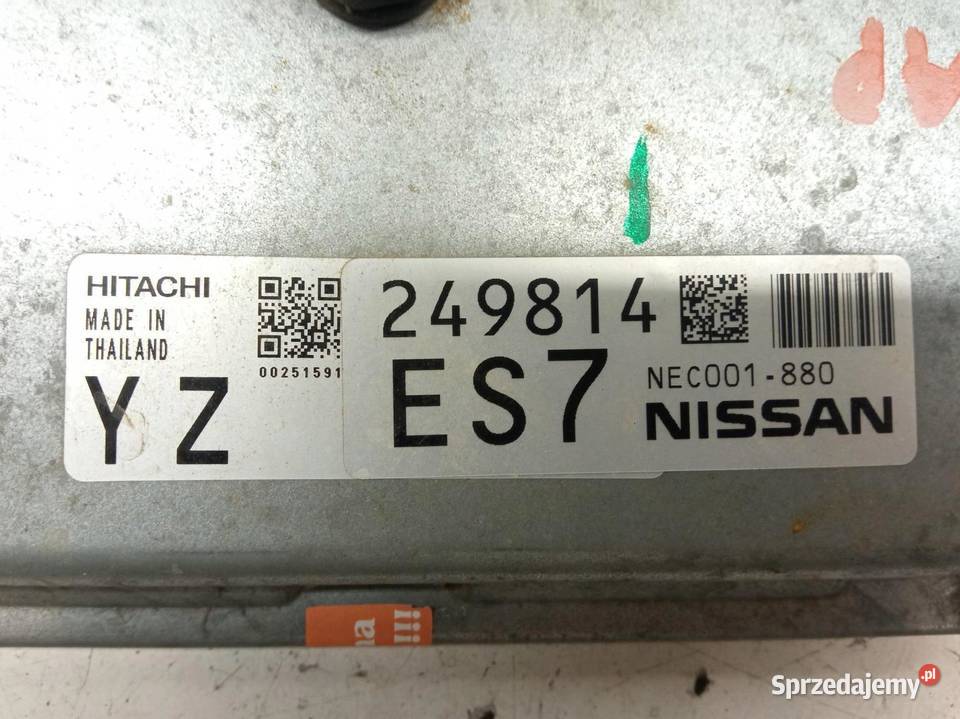 HITACHI
MADE IN
THAILAND
00251591
YZ
249814
ES7
NEC001-880
NISSAN
!!!
Sprzedajemy.pl